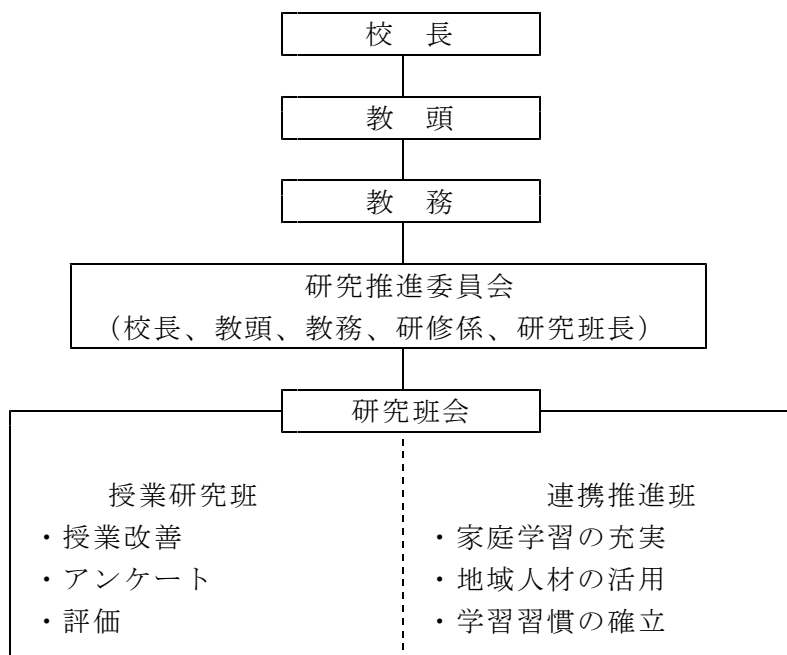 校　長
教　頭
教　務
研究推進委員会
（校長、教頭、教務、研修係、研究班長）
研究班会
授業研究班
・授業改善
・アンケート
・評価
連携推進班
・家庭学習の充実
・地域人材の活用
・学習習慣の確立